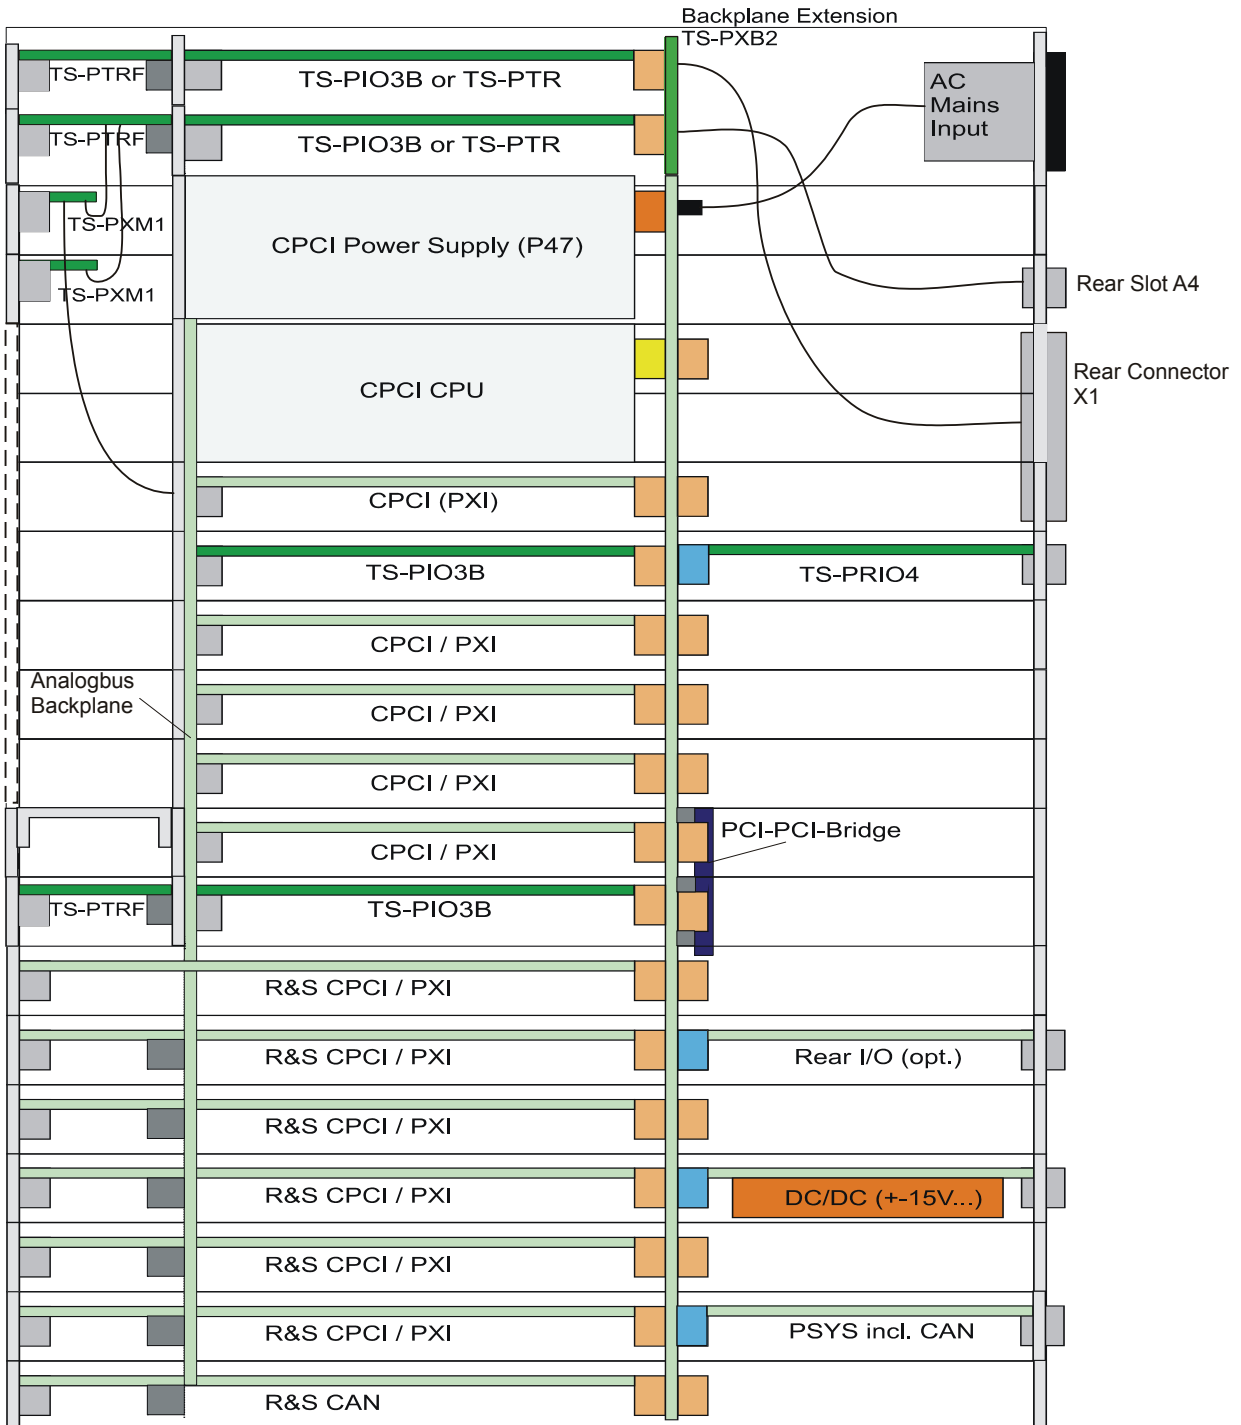 Backplane Extension
TS-PXB2
TS-PTRF
TS-PIO3B or TS-PTR
AC
Mains
Input
TS-PTRF
TS-PIO3B or TS-PTR
TS-PXM1
CPCI Power Supply (P47)
TS-PXM1
Rear Slot A4
CPCI CPU
Rear Connector
X1
CPCI (PXI)
TS-PIO3B
TS-PRIO4
CPCI / PXI
Analogbus
Backplane
CPCI / PXI
CPCI / PXI
PCI-PCI-Bridge
CPCI / PXI
TS-PTRF
TS-PIO3B
R&S CPCI / PXI
R&S CPCI / PXI
Rear I/O (opt.)
R&S CPCI / PXI
R&S CPCI / PXI
DC/DC (+-15V...)
R&S CPCI / PXI
R&S CPCI / PXI
PSYS incl. CAN
R&S CAN